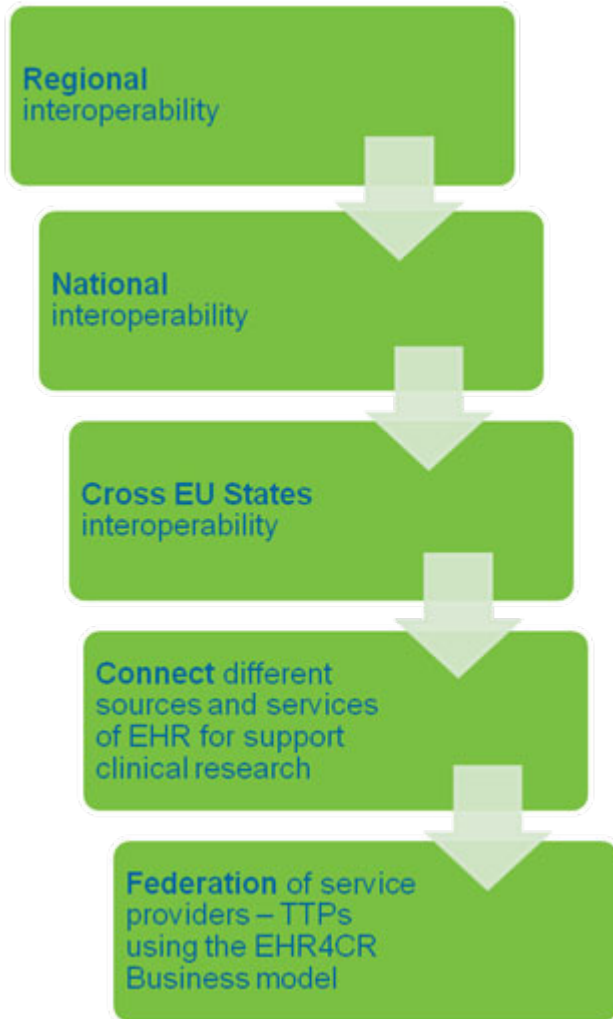 Regional
interoperability
National
interoperability
Cross EU States
interoperability
Connect different
sources and services
of EHR for support
clinical research
Federation of service
providers – TTPs
using the EHR4CR
Business model